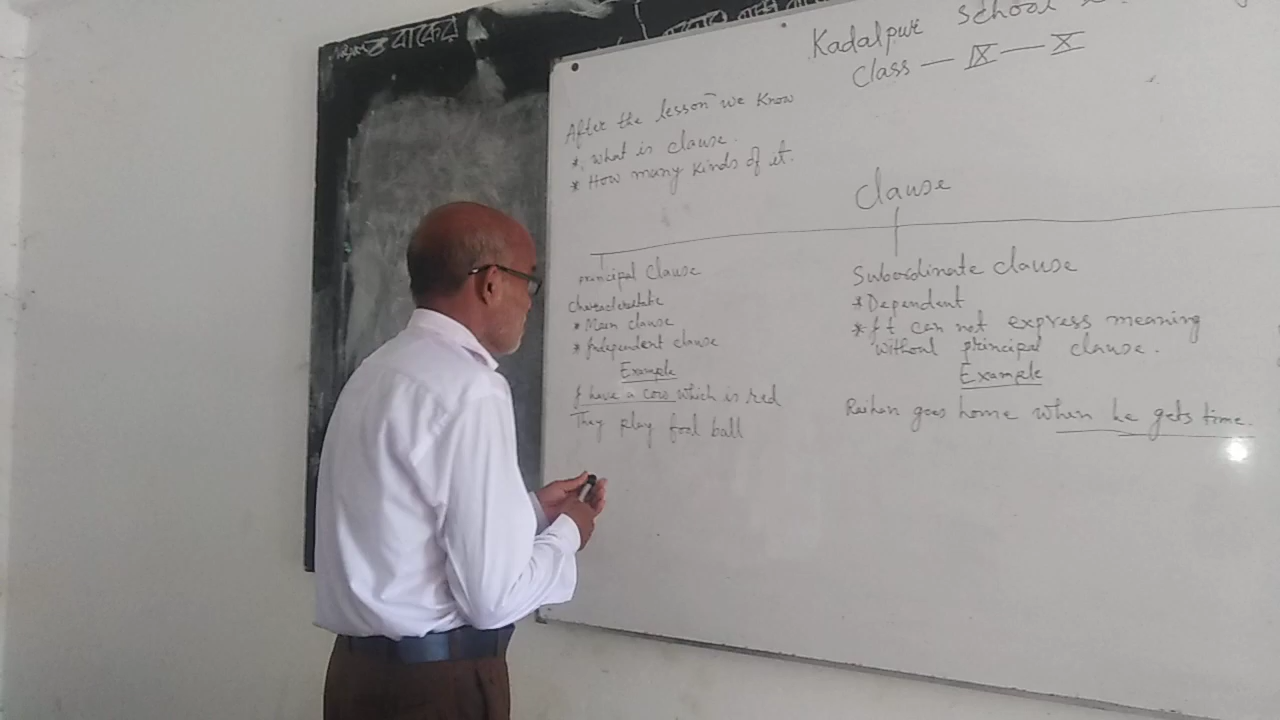 বাকের
Kadalpur School
Class — IX — X
After the lesson we know
* what is clause.
* How many kinds of it.
Clause
principal clause
* Main clause
* Independent clause
Example
I have a cow which is red
They play fool ball
Subordinate clause
* Dependent
* It can not express meaning
without principal clause.
Example
Raihan goes home when he gets time.